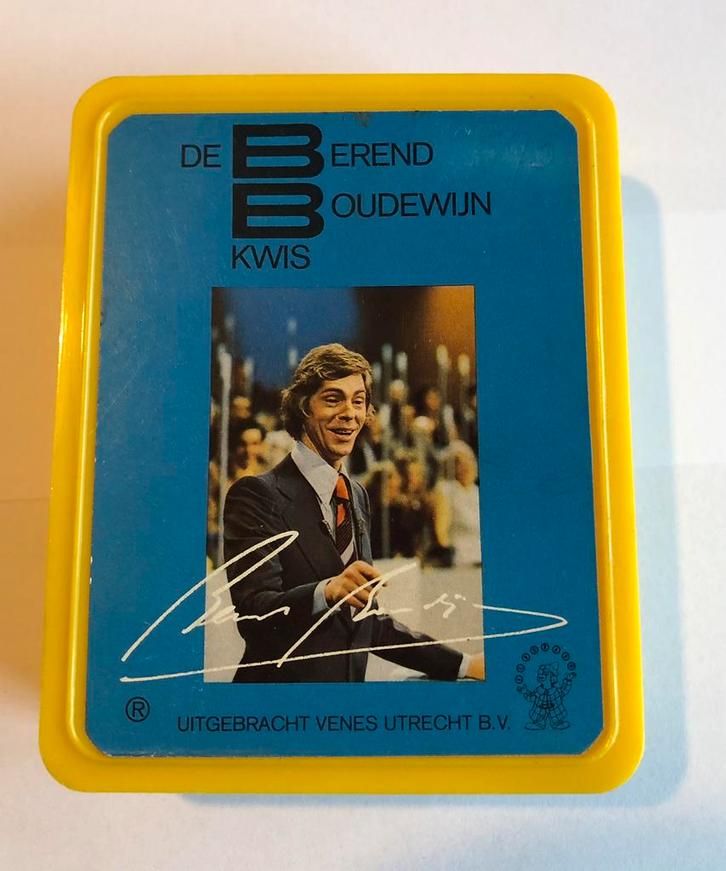 DE BEREND
BOUDEWIJN
KWIS
®
UITGEBRACHT VENES UTRECHT B.V.